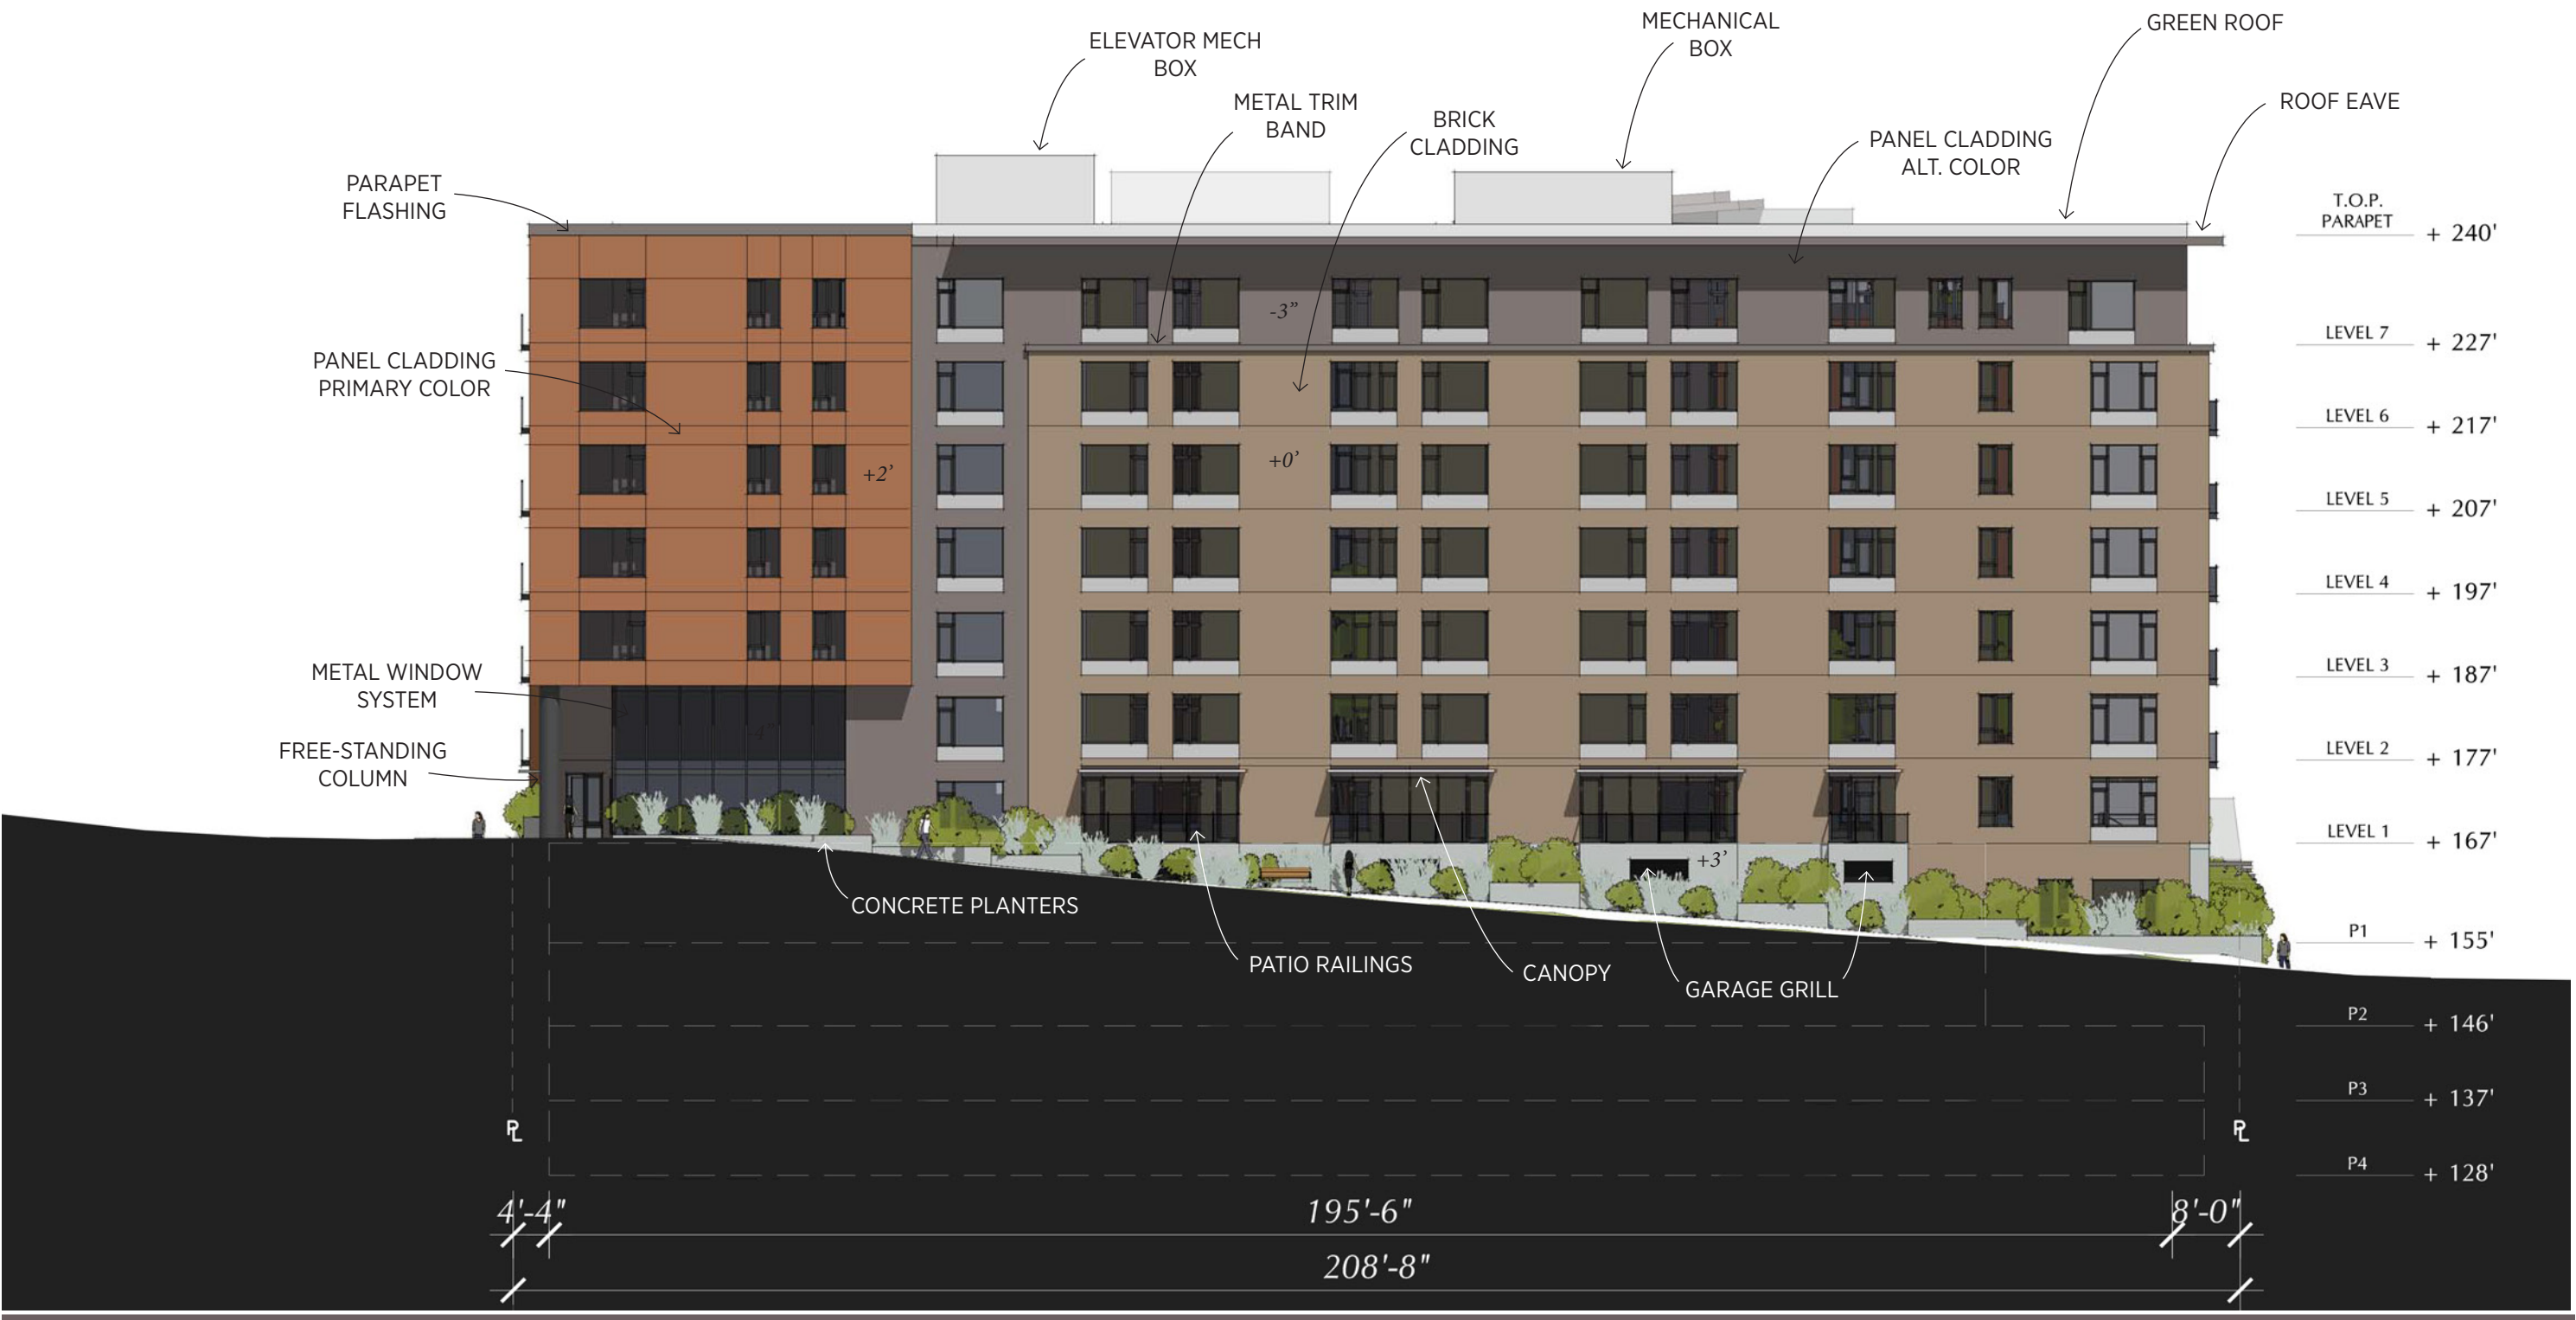 ELEVATOR MECH
BOX
MECHANICAL
BOX
GREEN ROOF
METAL TRIM
BAND
BRICK
CLADDING
PANEL CLADDING
ALT. COLOR
ROOF EAVE
PARAPET
FLASHING
T.O.P.
PARAPET + 240'
-3"
LEVEL 7 + 227'
PANEL CLADDING
PRIMARY COLOR
LEVEL 6 + 217'
+2'
+0'
LEVEL 5 + 207'
LEVEL 4 + 197'
METAL WINDOW
SYSTEM
LEVEL 3 + 187'
FREE-STANDING
COLUMN
LEVEL 2 + 177'
LEVEL 1 + 167'
+3'
CONCRETE PLANTERS
PATIO RAILINGS
CANOPY
GARAGE GRILL
P1 + 155'
P2 + 146'
P3 + 137'
PL
PL
P4 + 128'
4'-4"
195'-6"
8'-0"
208'-8"